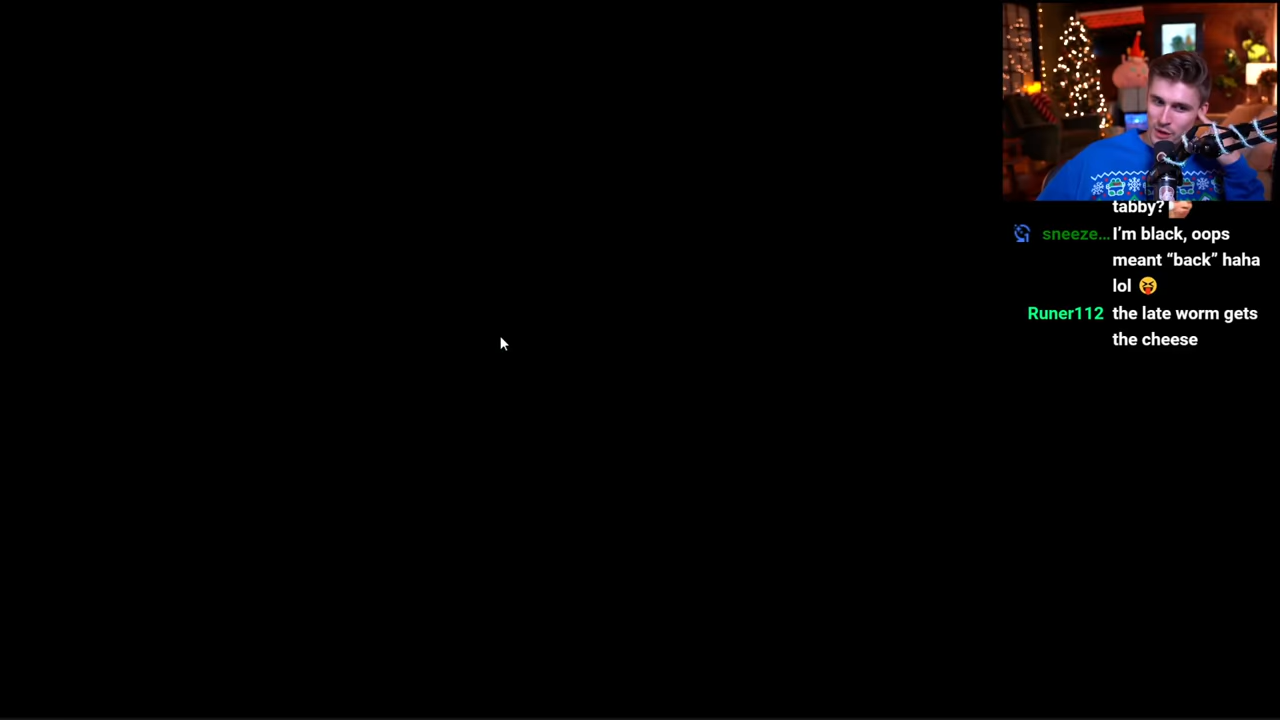 tabby?
sneeze... I’m black, oops
meant “back” haha
lol 😝
Runer112 the late worm gets
the cheese